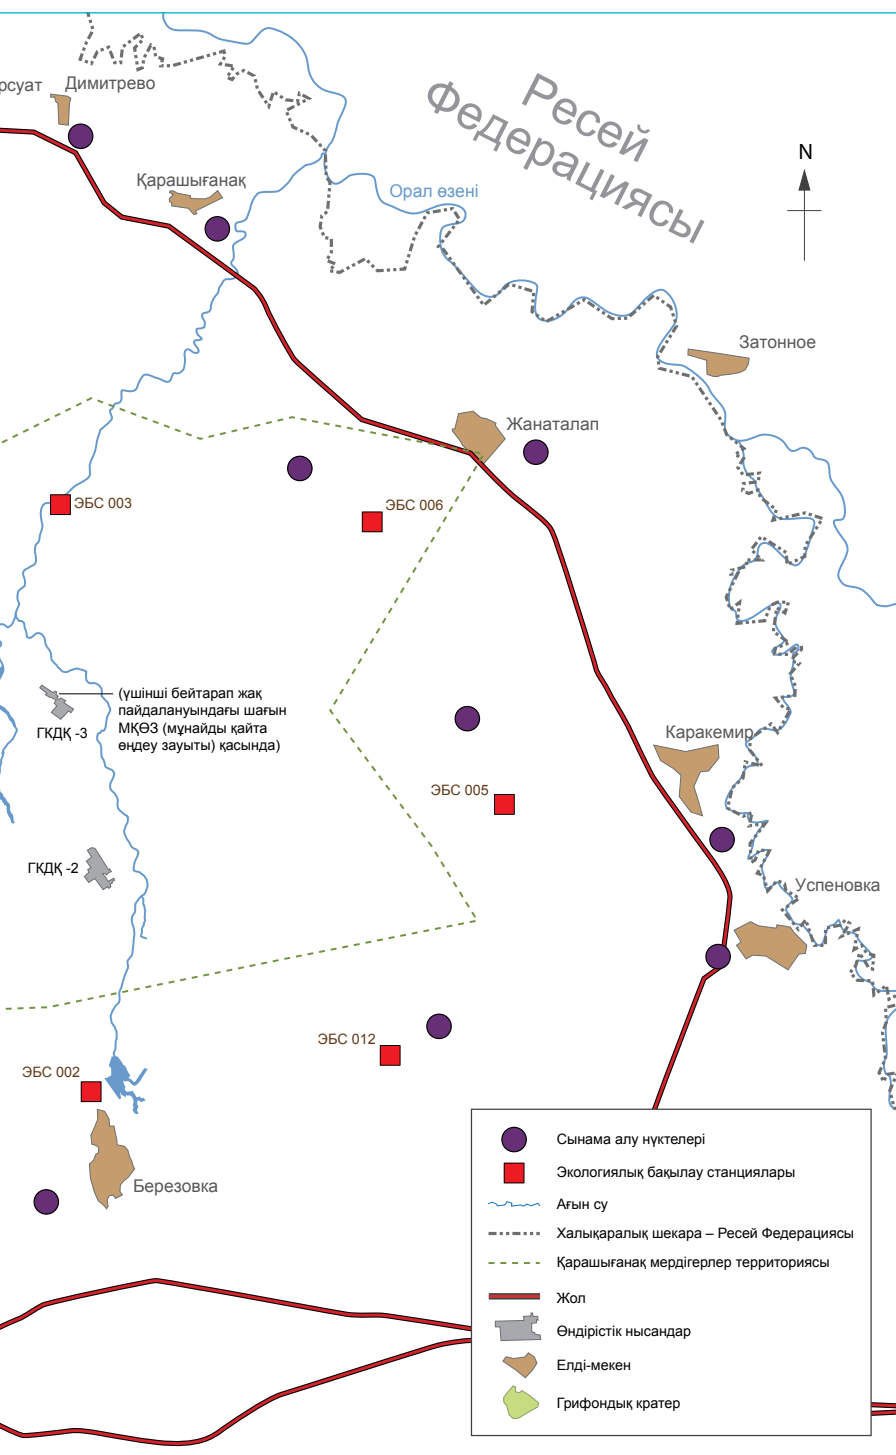 Димитрево
Қарашығанақ
Орал өзені
Ресей
Федерациясы
N
Затонное
Жанаталап
ЭБС 003
ЭБС 006
(үшінші бейтарап жақ
пайдалануындағы шағын
МҚӨЗ (мұнайды қайта
өңдеу зауыты) қасында)
ГКДҚ -3
Каракемир
ЭБС 005
ГКДҚ -2
Успеновка
ЭБС 012
ЭБС 002
Березовка
Сынама алу нүктелері
Экологиялық бақылау станциялары
Ағын су
Халықаралық шекара – Ресей Федерациясы
Қарашығанақ мердігерлер территориясы
Жол
Өндірістік нысандар
Елді-мекен
Грифондық кратер